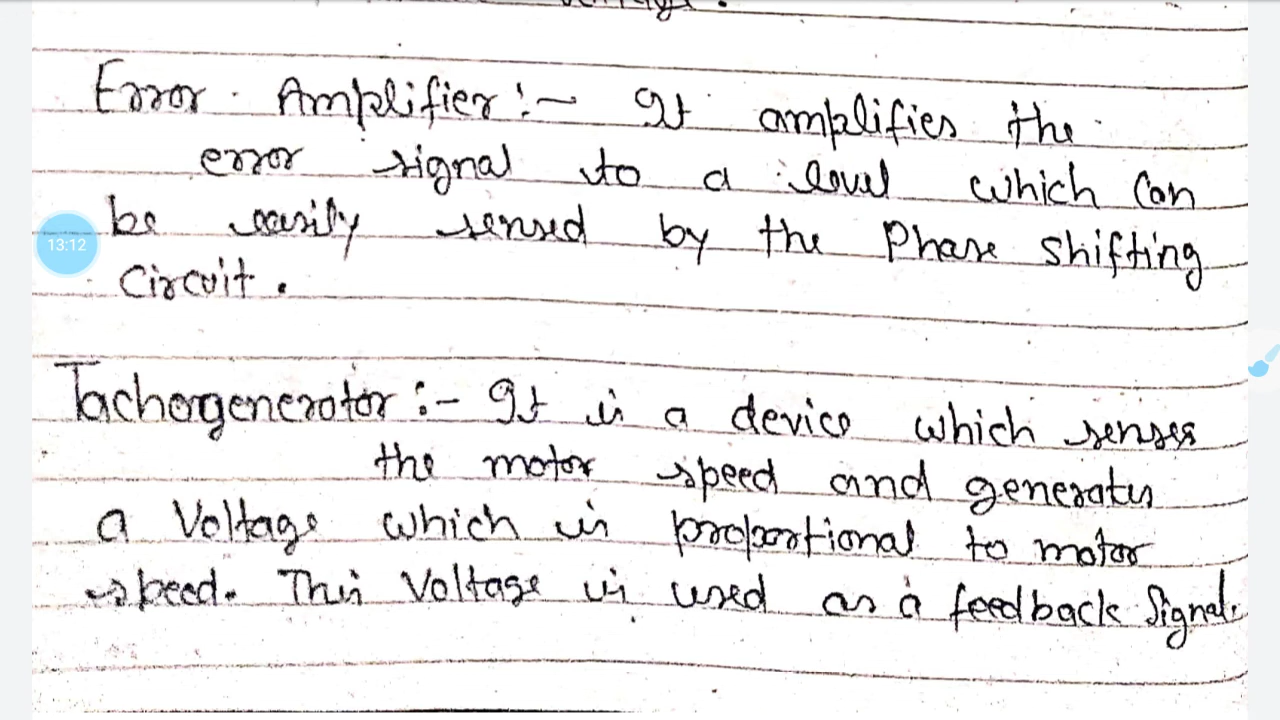 Error Amplifier :- It amplifies the
error signal to a level which can
be easily sensed by the Phase shifting
Circuit.
13:12
Tachogenerator :- It is a device which senses
the motor speed and generates
a Voltage which is proportional to motor
speed. This Voltage is used as a feedback signal.